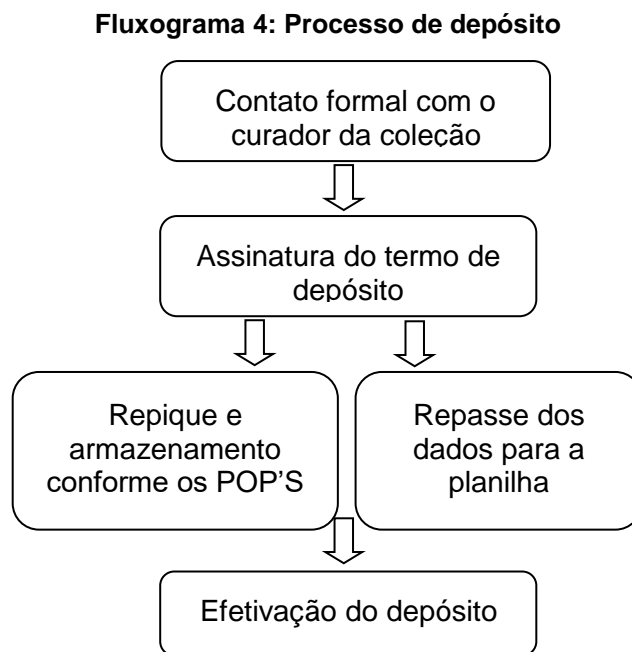 Fluxograma 4: Processo de depósito
Contato formal com o
curador da coleção
Assinatura do termo de
depósito
Repique e
armazenamento
conforme os POP’S
Repasse dos
dados para a
planilha
Efetivação do depósito